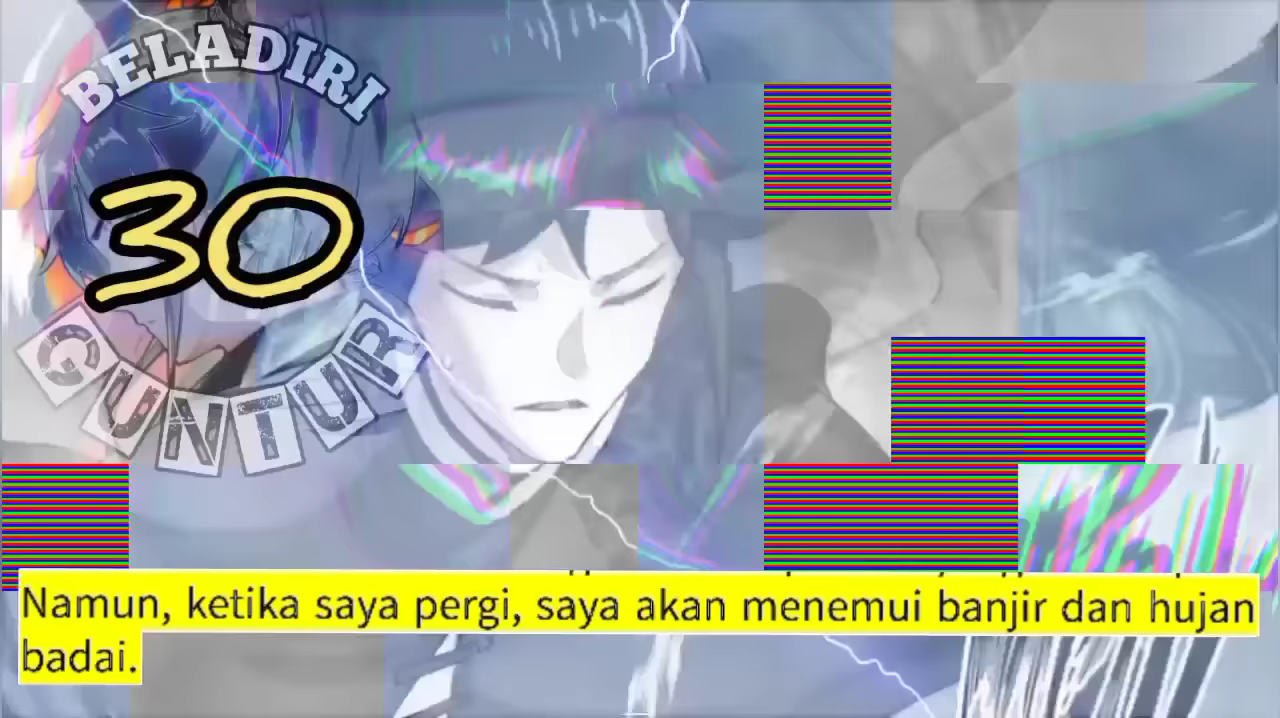 BELADIRI
30
GUNTUR
Namun, ketika saya pergi, saya akan menemui banjir dan hujan
badai.